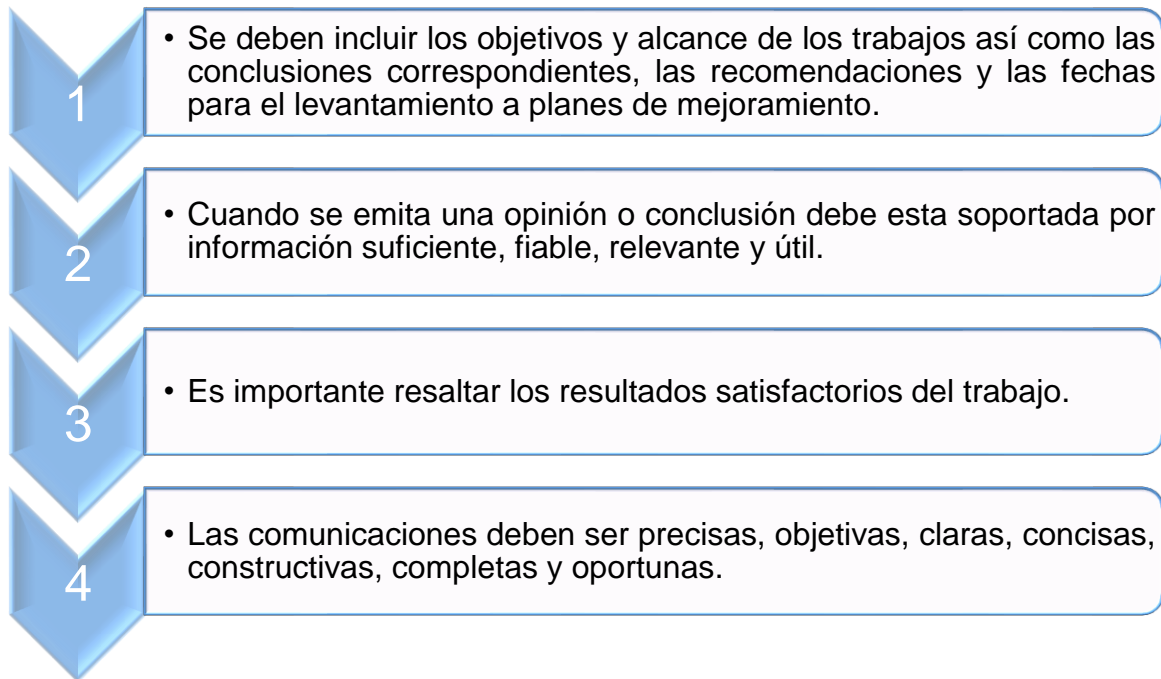 1
• Se deben incluir los objetivos y alcance de los trabajos así como las
conclusiones correspondientes, las recomendaciones y las fechas
para el levantamiento a planes de mejoramiento.
2
• Cuando se emita una opinión o conclusión debe esta soportada por
información suficiente, fiable, relevante y útil.
3
• Es importante resaltar los resultados satisfactorios del trabajo.
4
• Las comunicaciones deben ser precisas, objetivas, claras, concisas,
constructivas, completas y oportunas.